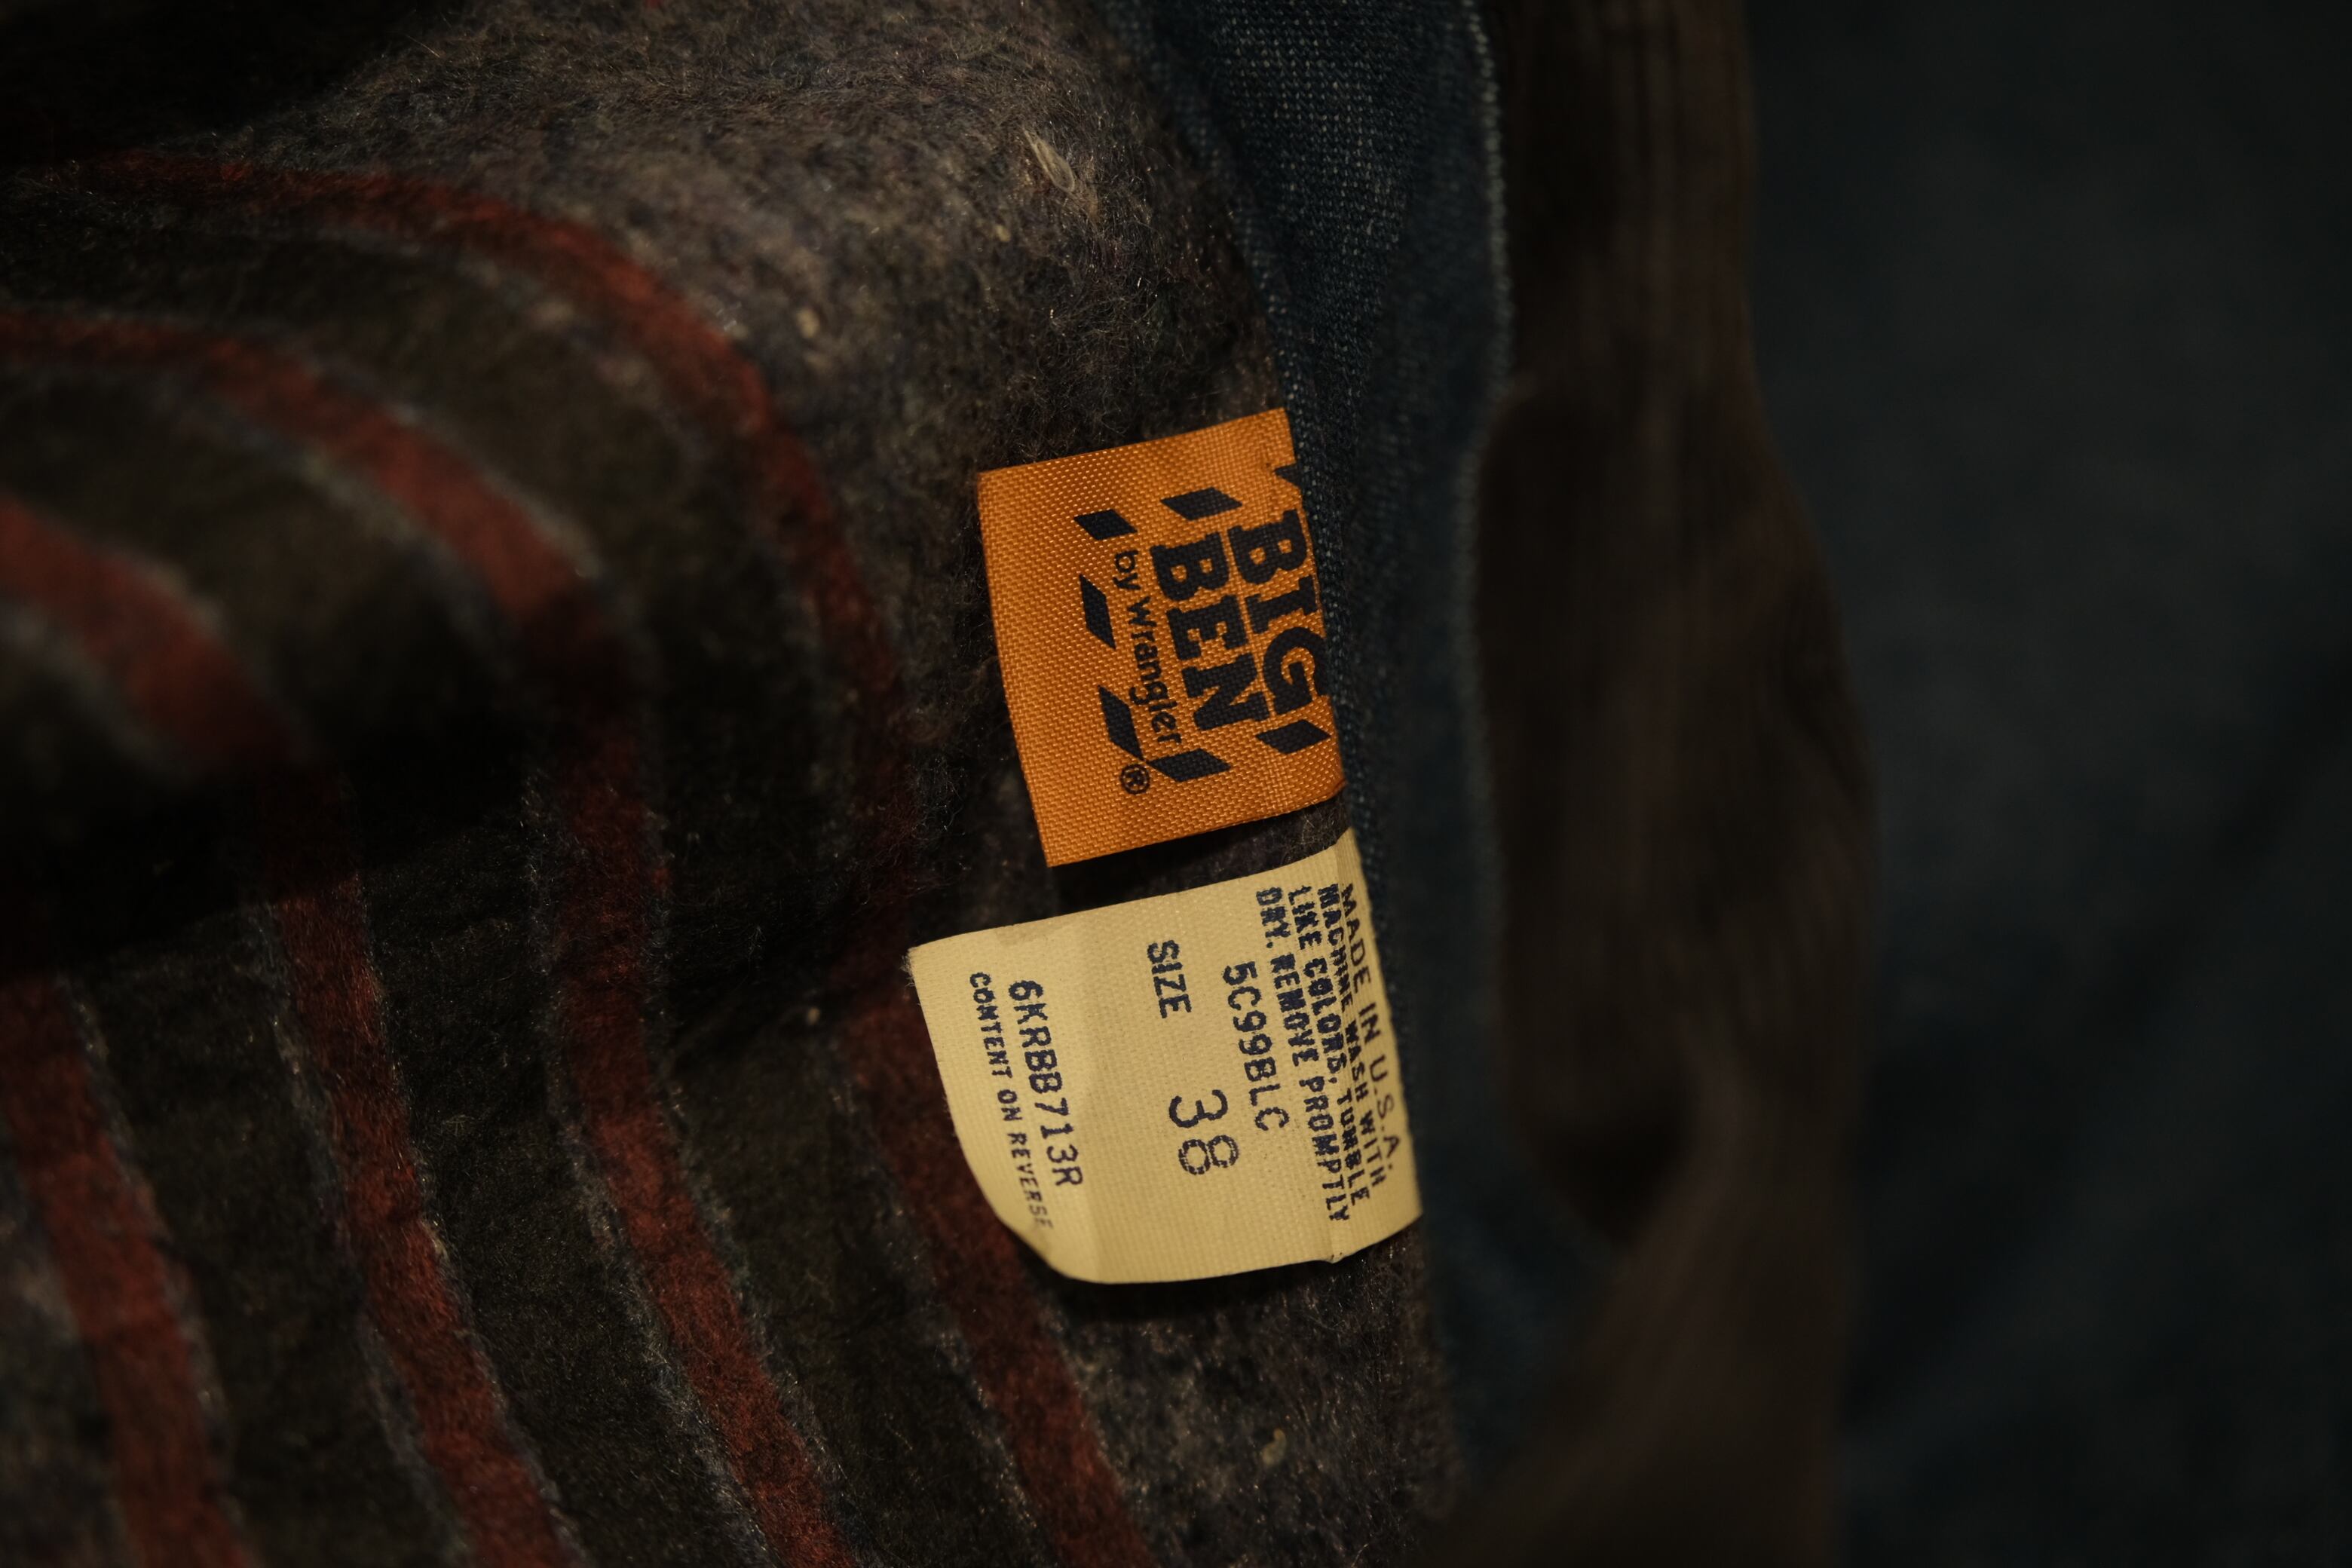 BIG
BEN
by Wrangler®
MADE IN U.S.A.
MACHINE WASH WITH
LIKE COLORS, TUMBLE
DRY. REMOVE PROMPTLY
5C99BLC
SIZE 38
6KRBB713R
CONTENT ON REVERSE